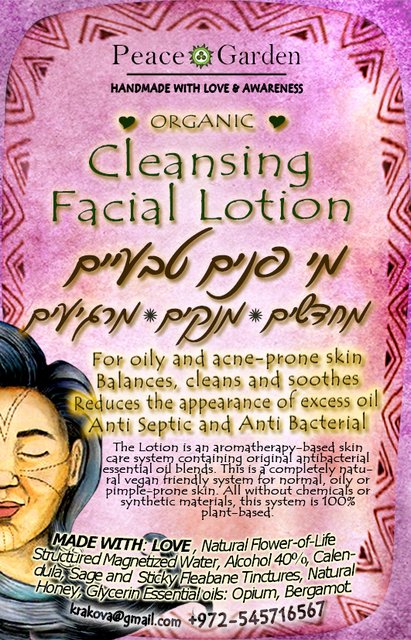 Peace Garden
HANDMADE WITH LOVE & AWARENESS
ORGANIC
Cleansing
Facial Lotion
מי פנים טבעיים
מחדשים * מנקים * מרגיעים
For oily and acne-prone skin
Balances, cleans and soothes
Reduces the appearance of excess oil
Anti Septic and Anti Bacterial
The Lotion is an aromatherapy-based skin
care system containing original antibacterial
essential oil blends. This is a completely natu-
ral vegan friendly system for normal, oily or
pimple-prone skin. All without chemicals or
synthetic materials, this system is 100%
plant-based.
MADE WITH: LOVE , Natural Flower-of-Life
Structured Magnetized Water, Alcohol 40%, Calen-
dula, Sage and Sticky Fleabane Tinctures, Natural
Honey, Glycerin Essential oils: Opium, Bergamot.
krakova@gmail.com +972-545716567